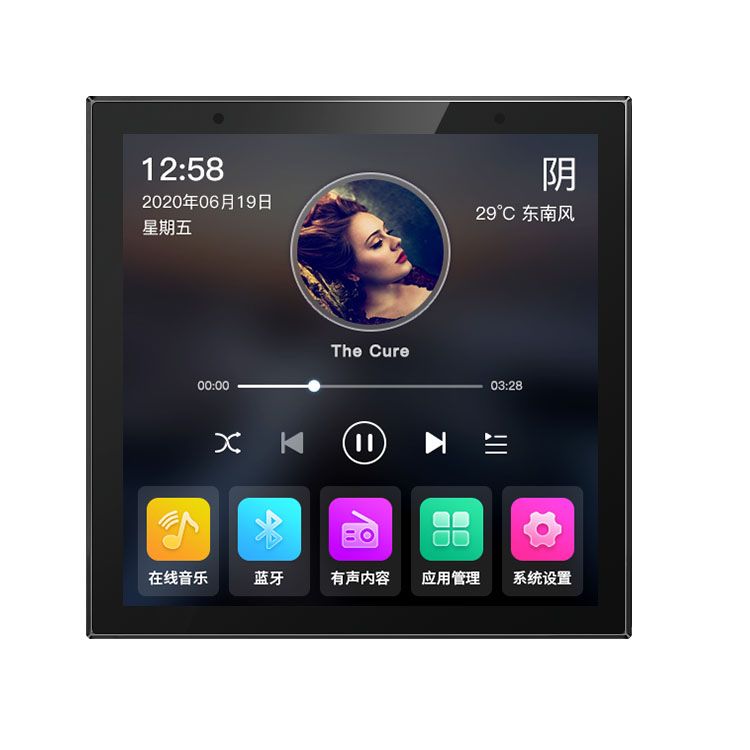 12:58
2020年06月19日
星期五
阴
29℃ 东南风
The Cure
00:00
03:28
在线音乐
蓝牙
有声内容
应用管理
系统设置